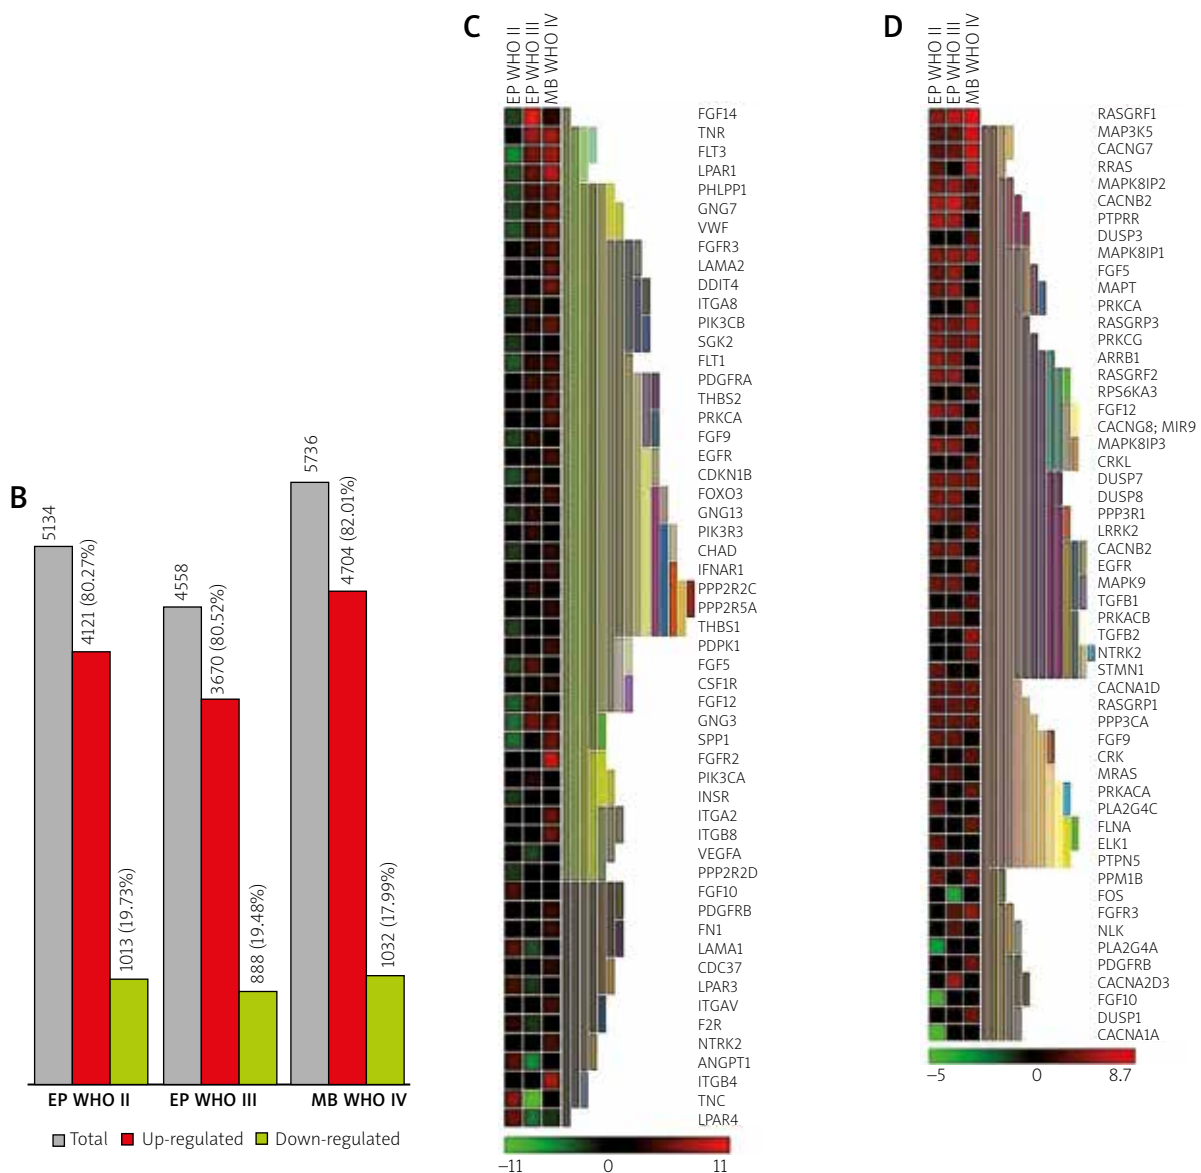 B
5134
4121 (80.27%)
1013 (19.73%)
4558
3670 (80.52%)
888 (19.48%)
5736
4704 (82.01%)
1032 (17.99%)
EP WHO II
EP WHO III
MB WHO IV
Total
Up-regulated
Down-regulated
C
EP WHO II
EP WHO III
MB WHO IV
FGF14
TNR
FLT3
LPAR1
PHLPP1
GNG7
VWF
FGFR3
LAMA2
DDIT4
ITGA8
PIK3CB
SGK2
FLT1
PDGFRA
THBS2
PRKCA
FGF9
EGFR
CDKN1B
FOXO3
GNG13
PIK3R3
CHAD
IFNAR1
PPP2R2C
PPP2R5A
THBS1
PDPK1
FGF5
CSF1R
FGF12
GNG3
SPP1
FGFR2
PIK3CA
INSR
ITGA2
ITGB8
VEGFA
PPP2R2D
FGF10
PDGFRB
FN1
LAMA1
CDC37
LPAR3
ITGAV
F2R
NTRK2
ANGPT1
ITGB4
TNC
LPAR4
−11
0
11
D
EP WHO II
EP WHO III
MB WHO IV
RASGRF1
MAP3K5
CACNG7
RRAS
MAPK8IP2
CACNB2
PTPRR
DUSP3
MAPK8IP1
FGF5
MAPT
PRKCA
RASGRP3
PRKCG
ARRB1
RASGRF2
RPS6KA3
FGF12
CACNG8; MIR9
MAPK8IP3
CRKL
DUSP7
DUSP8
PPP3R1
LRRK2
CACNB2
EGFR
MAPK9
TGFB1
PRKACB
TGFB2
NTRK2
STMN1
CACNA1D
RASGRP1
PPP3CA
FGF9
CRK
MRAS
PRKACA
PLA2G4C
FLNA
ELK1
PTPN5
PPM1B
FOS
FGFR3
NLK
PLA2G4A
PDGFRB
CACNA2D3
FGF10
DUSP1
CACNA1A
−5
0
8.7